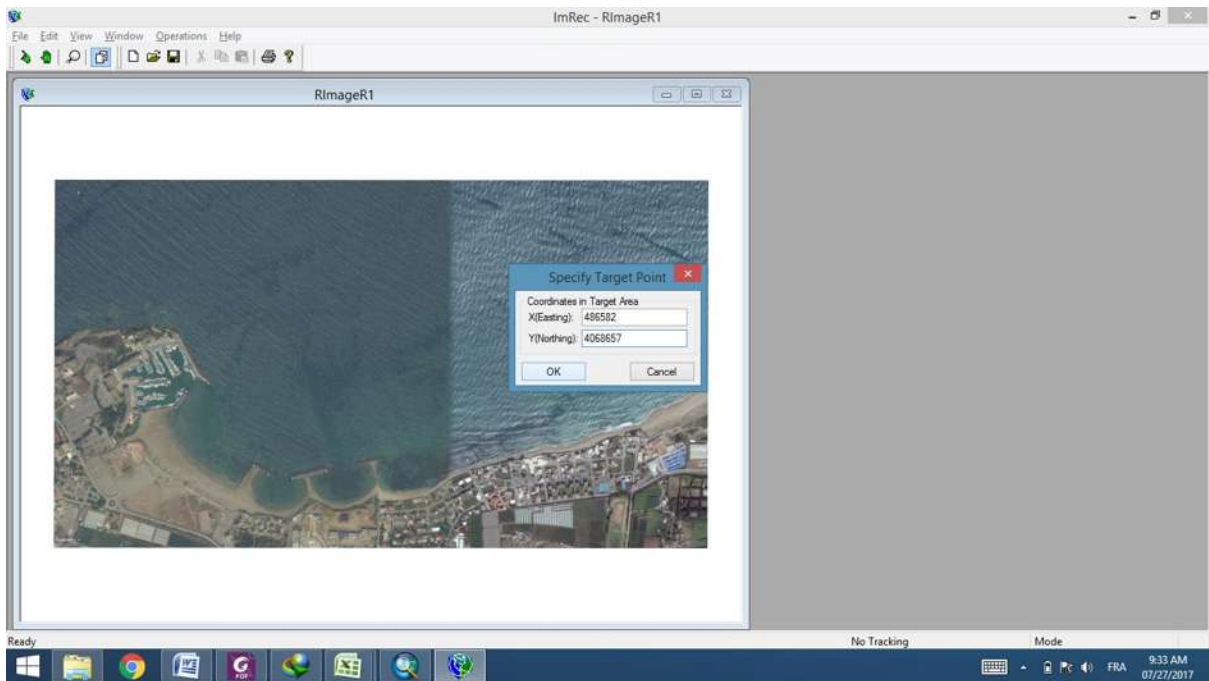 ImRec - RImageR1
File Edit View Window Operations Help
RImageR1
Specify Target Point
Coordinates in Target Area
X(Easting): 486582
Y(Northing): 4068657
OK Cancel
Ready No Tracking Mode
FRA 9:33 AM
07/27/2017